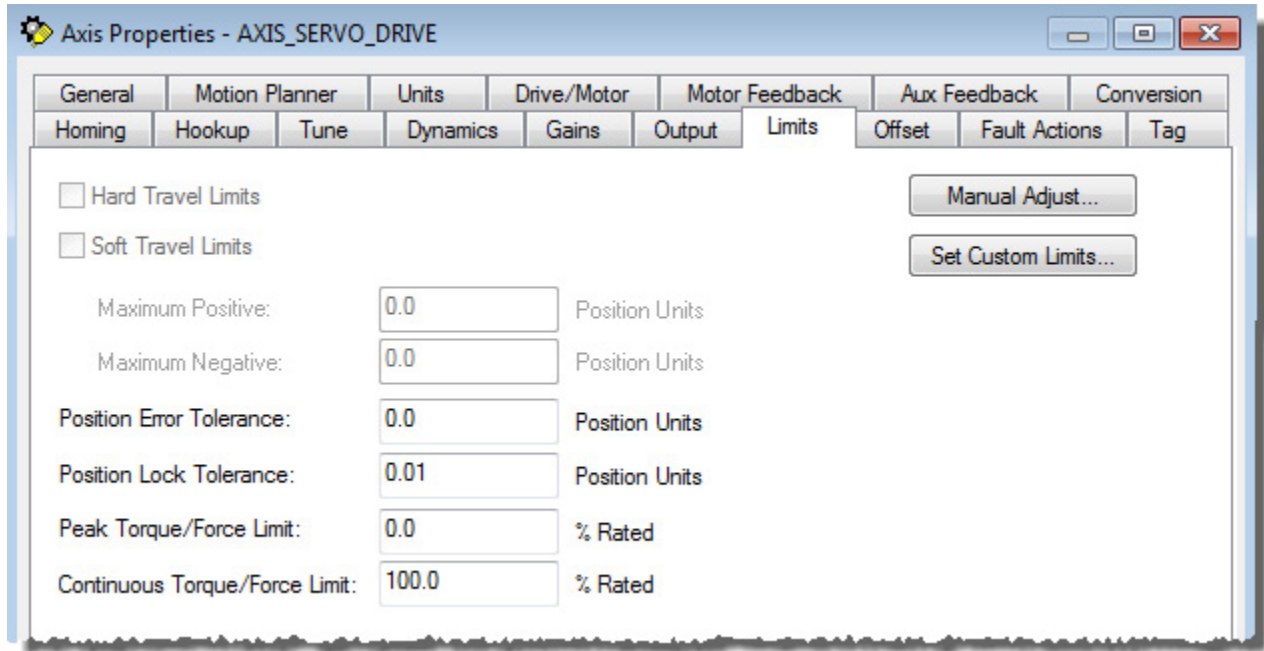 Axis Properties - AXIS_SERVO_DRIVE
General Motion Planner Units Drive/Motor Motor Feedback Aux Feedback Conversion
Homing Hookup Tune Dynamics Gains Output Limits Offset Fault Actions Tag
Hard Travel Limits Manual Adjust...
Soft Travel Limits Set Custom Limits...
Maximum Positive: 0.0 Position Units
Maximum Negative: 0.0 Position Units
Position Error Tolerance: 0.0 Position Units
Position Lock Tolerance: 0.01 Position Units
Peak Torque/Force Limit: 0.0 % Rated
Continuous Torque/Force Limit: 100.0 % Rated